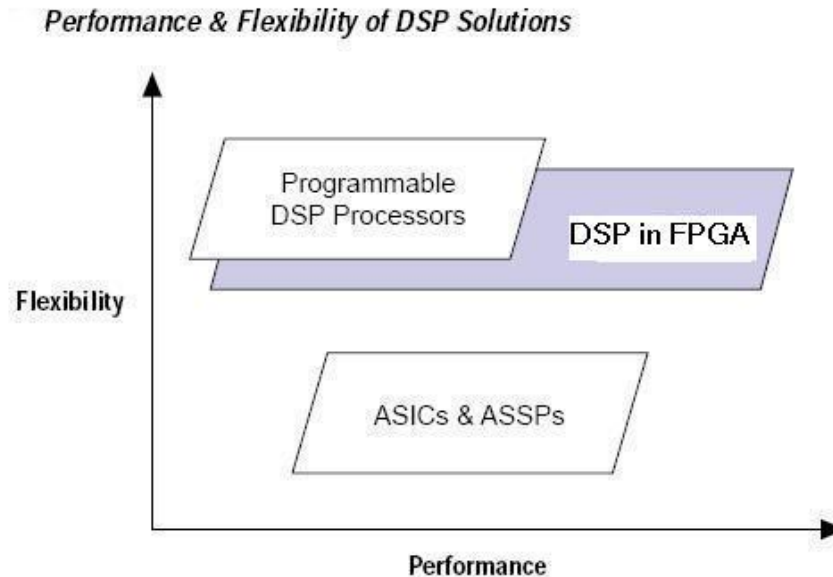 Performance & Flexibility of DSP Solutions
Programmable
DSP Processors
DSP in FPGA
Flexibility
ASICs & ASSPs
Performance